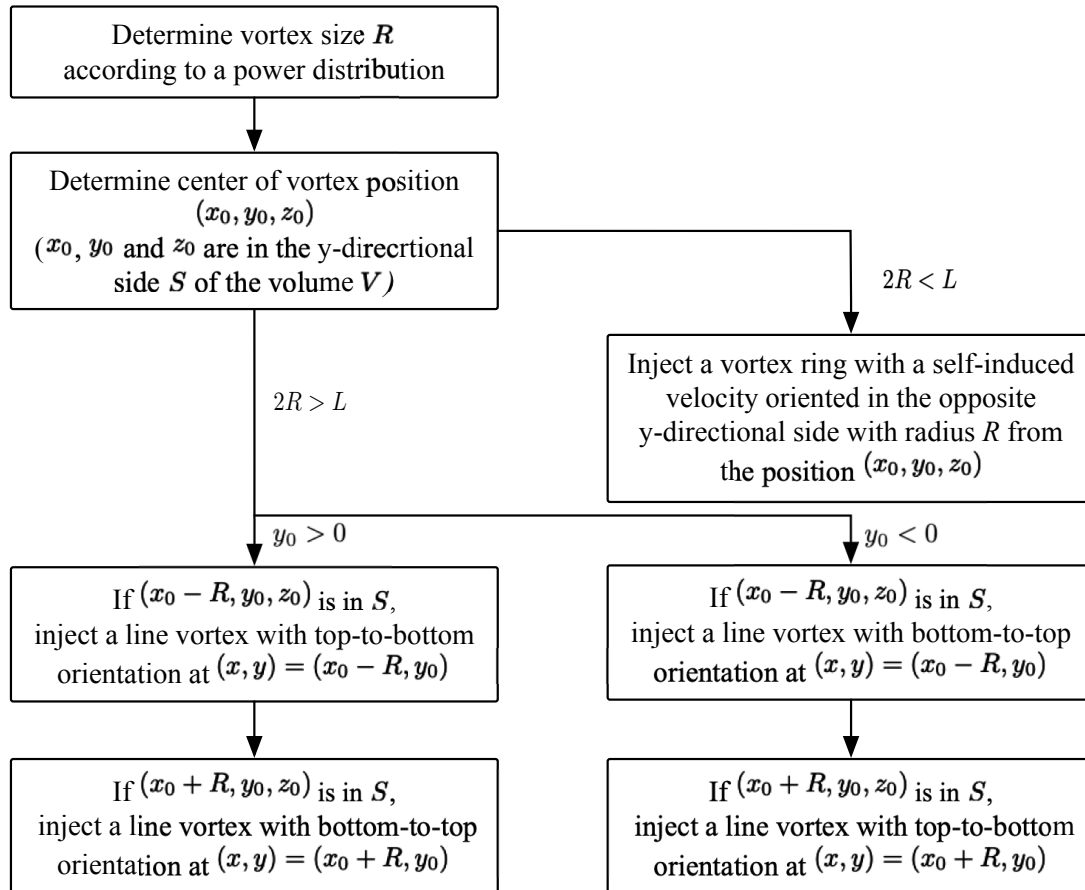 Determine vortex size R
according to a power distribution
Determine center of vortex position
(x₀, y₀, z₀)
(x₀, y₀ and z₀ are in the y-direcrtional
side S of the volume V)
2R < L
Inject a vortex ring with a self-induced
velocity oriented in the opposite
y-directional side with radius R from
the position (x₀, y₀, z₀)
2R > L
y₀ > 0
y₀ < 0
If (x₀ − R, y₀, z₀) is in S,
inject a line vortex with top-to-bottom
orientation at (x, y) = (x₀ − R, y₀)
If (x₀ − R, y₀, z₀) is in S,
inject a line vortex with bottom-to-top
orientation at (x, y) = (x₀ − R, y₀)
If (x₀ + R, y₀, z₀) is in S,
inject a line vortex with bottom-to-top
orientation at (x, y) = (x₀ + R, y₀)
If (x₀ + R, y₀, z₀) is in S,
inject a line vortex with top-to-bottom
orientation at (x, y) = (x₀ + R, y₀)